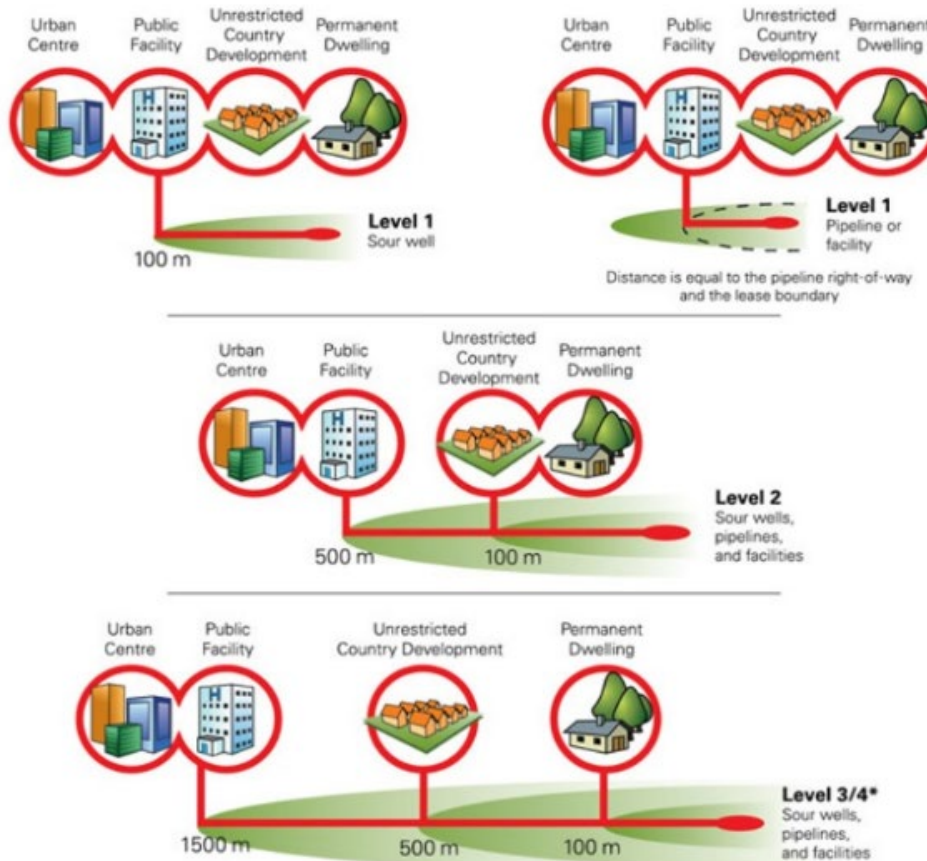 Urban
Centre
Public
Facility
Unrestricted
Country
Development
Permanent
Dwelling
H
100 m
Level 1
Sour well
Urban
Centre
Public
Facility
Unrestricted
Country
Development
Permanent
Dwelling
H
Level 1
Pipeline or
facility
Distance is equal to the pipeline right-of-way
and the lease boundary
Urban
Centre
Public
Facility
Unrestricted
Country
Development
Permanent
Dwelling
H
500 m
100 m
Level 2
Sour wells,
pipelines,
and facilities
Urban
Centre
Public
Facility
Unrestricted
Country Development
Permanent
Dwelling
H
1500 m
500 m
100 m
Level 3/4*
Sour wells,
pipelines,
and facilities